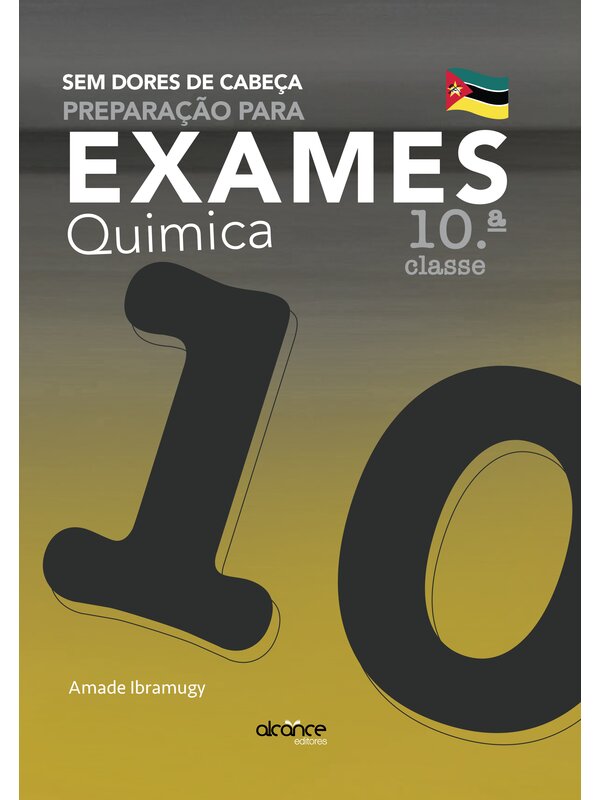 SEM DORES DE CABEÇA
PREPARAÇÃO PARA
EXAMES
Quimica
10.ª
classe
10
Amade Ibramugy
alcance
editores